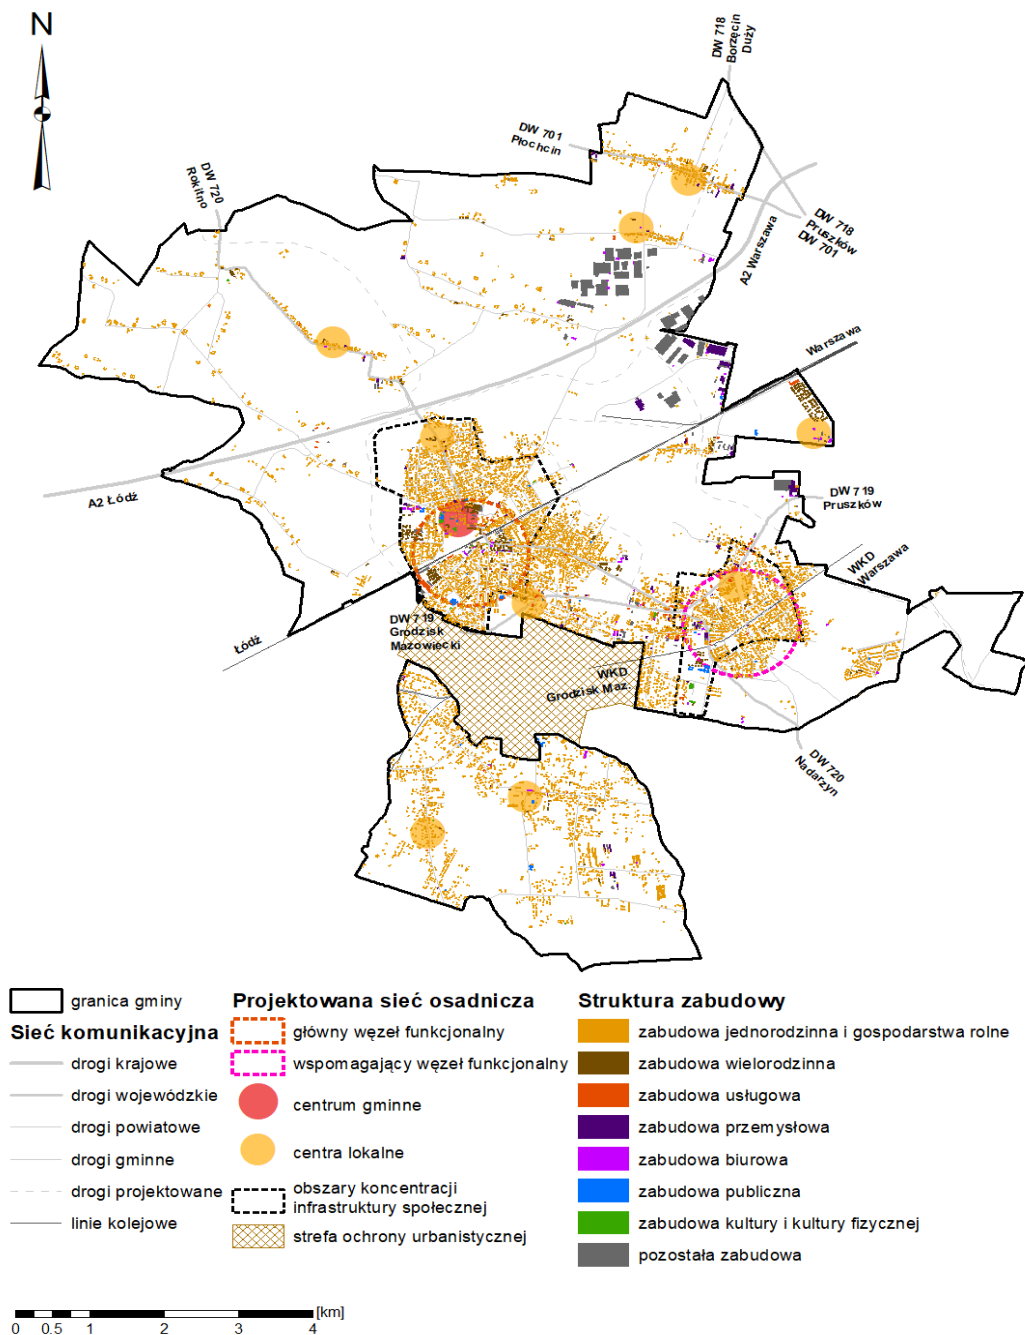 N
DW 718
Borzęcin
Duży
DW 701
Płochcin
DW 720
Rokitno
DW 718
Pruszków
DW 701
A2 Warszawa
Warszawa
A2 Łódź
DW 719
Pruszków
WKD
Warszawa
DW 719
Grodzisk
Mazowiecki
Łódź
WKD
Grodzisk Maz.
DW 720
Nadarzyn
granica gminy
Sieć komunikacyjna
drogi krajowe
drogi wojewódzkie
drogi powiatowe
drogi gminne
drogi projektowane
linie kolejowe
Projektowana sieć osadnicza
główny węzeł funkcjonalny
wspomagający węzeł funkcjonalny
centrum gminne
centra lokalne
obszary koncentracji
infrastruktury społecznej
strefa ochrony urbanistycznej
Struktura zabudowy
zabudowa jednorodzinna i gospodarstwa rolne
zabudowa wielorodzinna
zabudowa usługowa
zabudowa przemysłowa
zabudowa biurowa
zabudowa publiczna
zabudowa kultury i kultury fizycznej
pozostała zabudowa
[km]
0 0.5 1 2 3 4